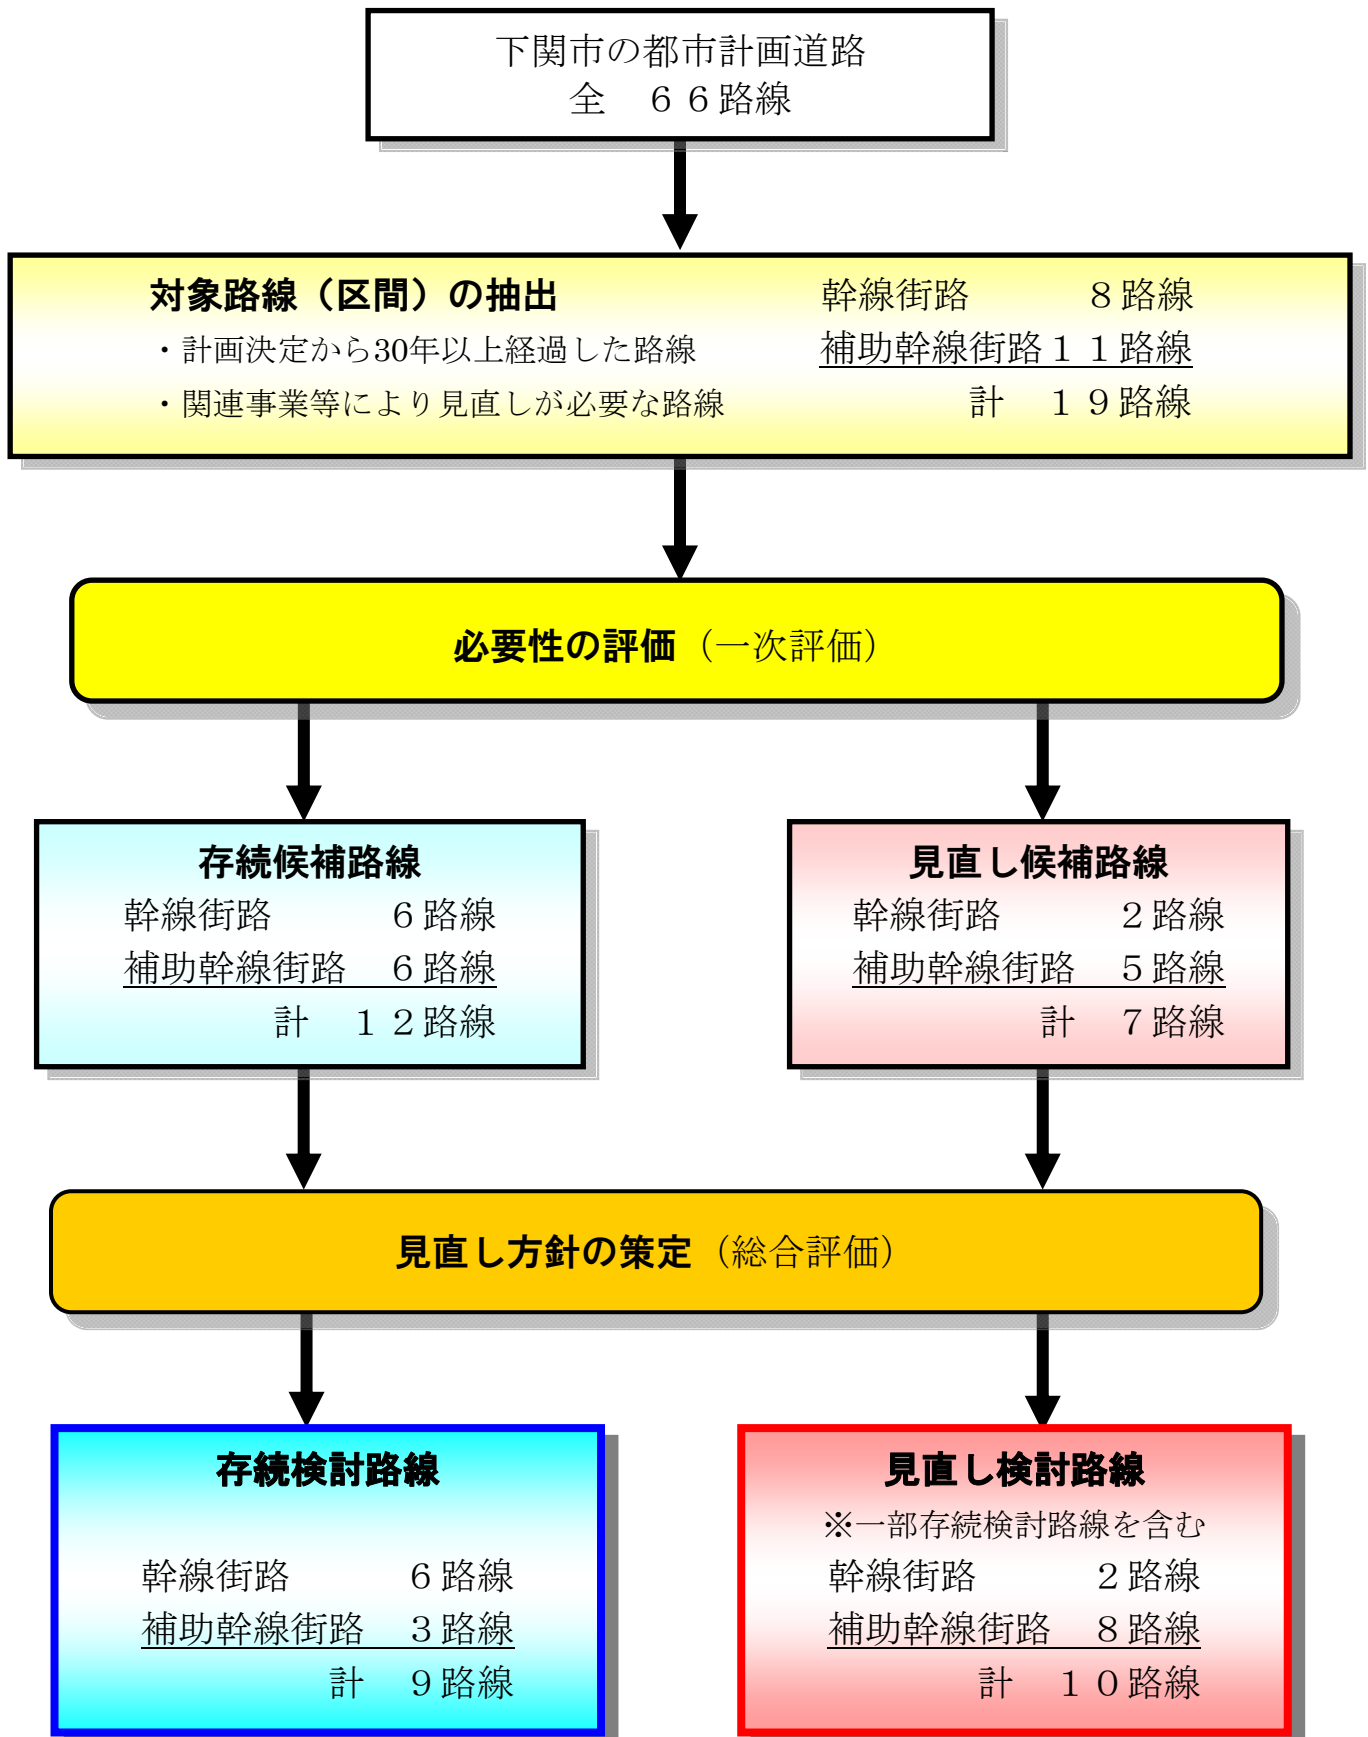 下関市の都市計画道路
全　６６路線
対象路線（区間）の抽出
・計画決定から30年以上経過した路線
・関連事業等により見直しが必要な路線
幹線街路　　　８路線
補助幹線街路１１路線
計　１９路線
必要性の評価（一次評価）
存続候補路線
幹線街路　　　６路線
補助幹線街路　６路線
計　１２路線
見直し候補路線
幹線街路　　　２路線
補助幹線街路　５路線
計　７路線
見直し方針の策定（総合評価）
存続検討路線
幹線街路　　　６路線
補助幹線街路　３路線
計　９路線
見直し検討路線
※一部存続検討路線を含む
幹線街路　　　２路線
補助幹線街路　８路線
計　１０路線